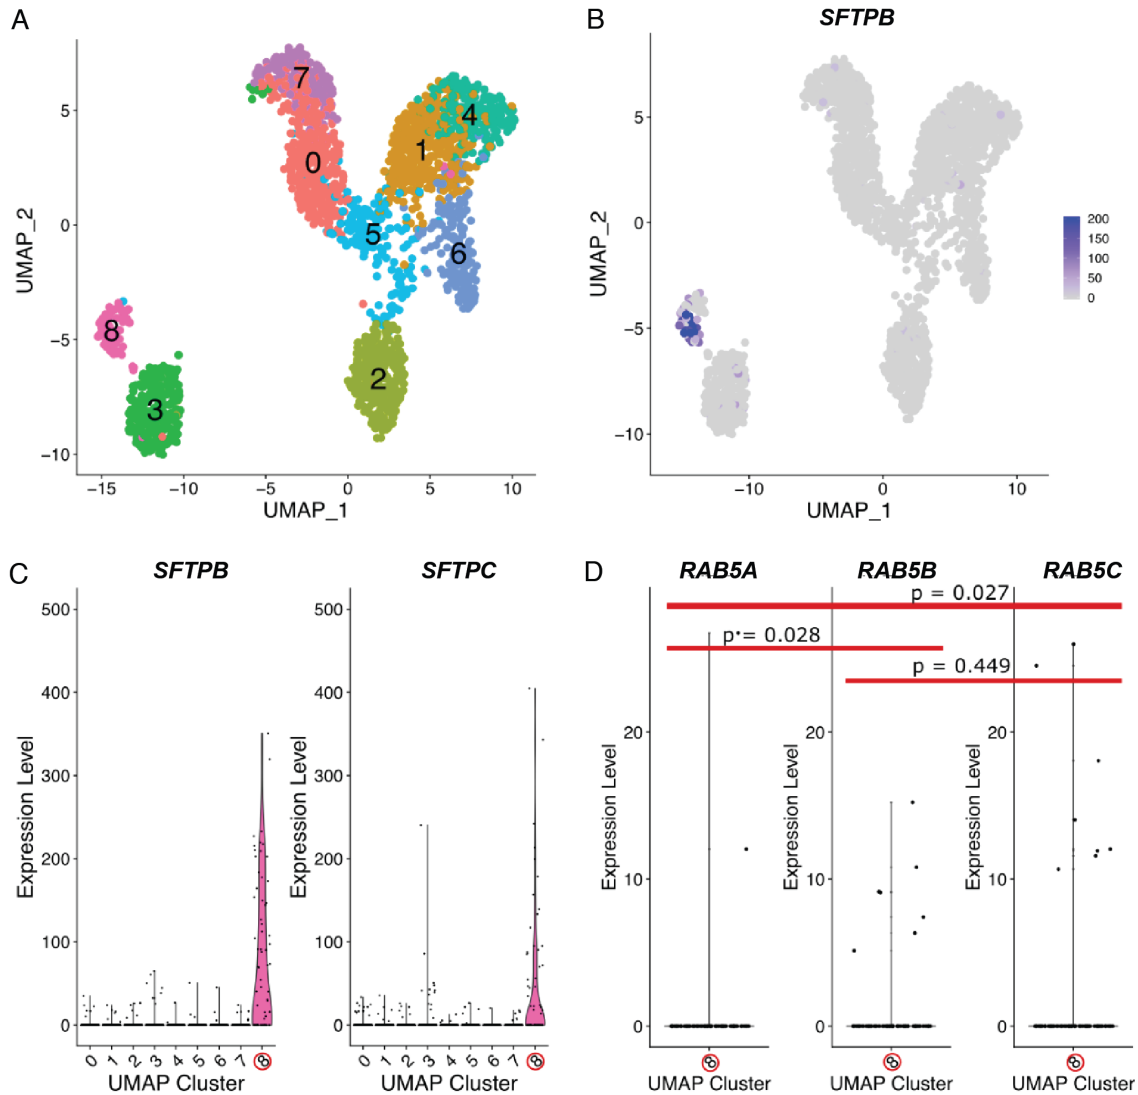 A
B
SFTPB
7
4
1
0
5
6
8
2
3
5
0
−5
−10
−15
−10
−5
0
5
10
UMAP_1
UMAP_2
5
0
−5
−10
−10
0
10
UMAP_1
UMAP_2
200
150
100
50
0
C
SFTPB
SFTPC
500
400
300
200
100
0
Expression Level
0 1 2 3 4 5 6 7 8
UMAP Cluster
500
400
300
200
100
0
Expression Level
0 1 2 3 4 5 6 7 8
UMAP Cluster
D
RAB5A
RAB5B
RAB5C
p = 0.027
p = 0.028
p = 0.449
20
10
0
Expression Level
8
UMAP Cluster
20
10
0
Expression Level
8
UMAP Cluster
20
10
0
Expression Level
8
UMAP Cluster